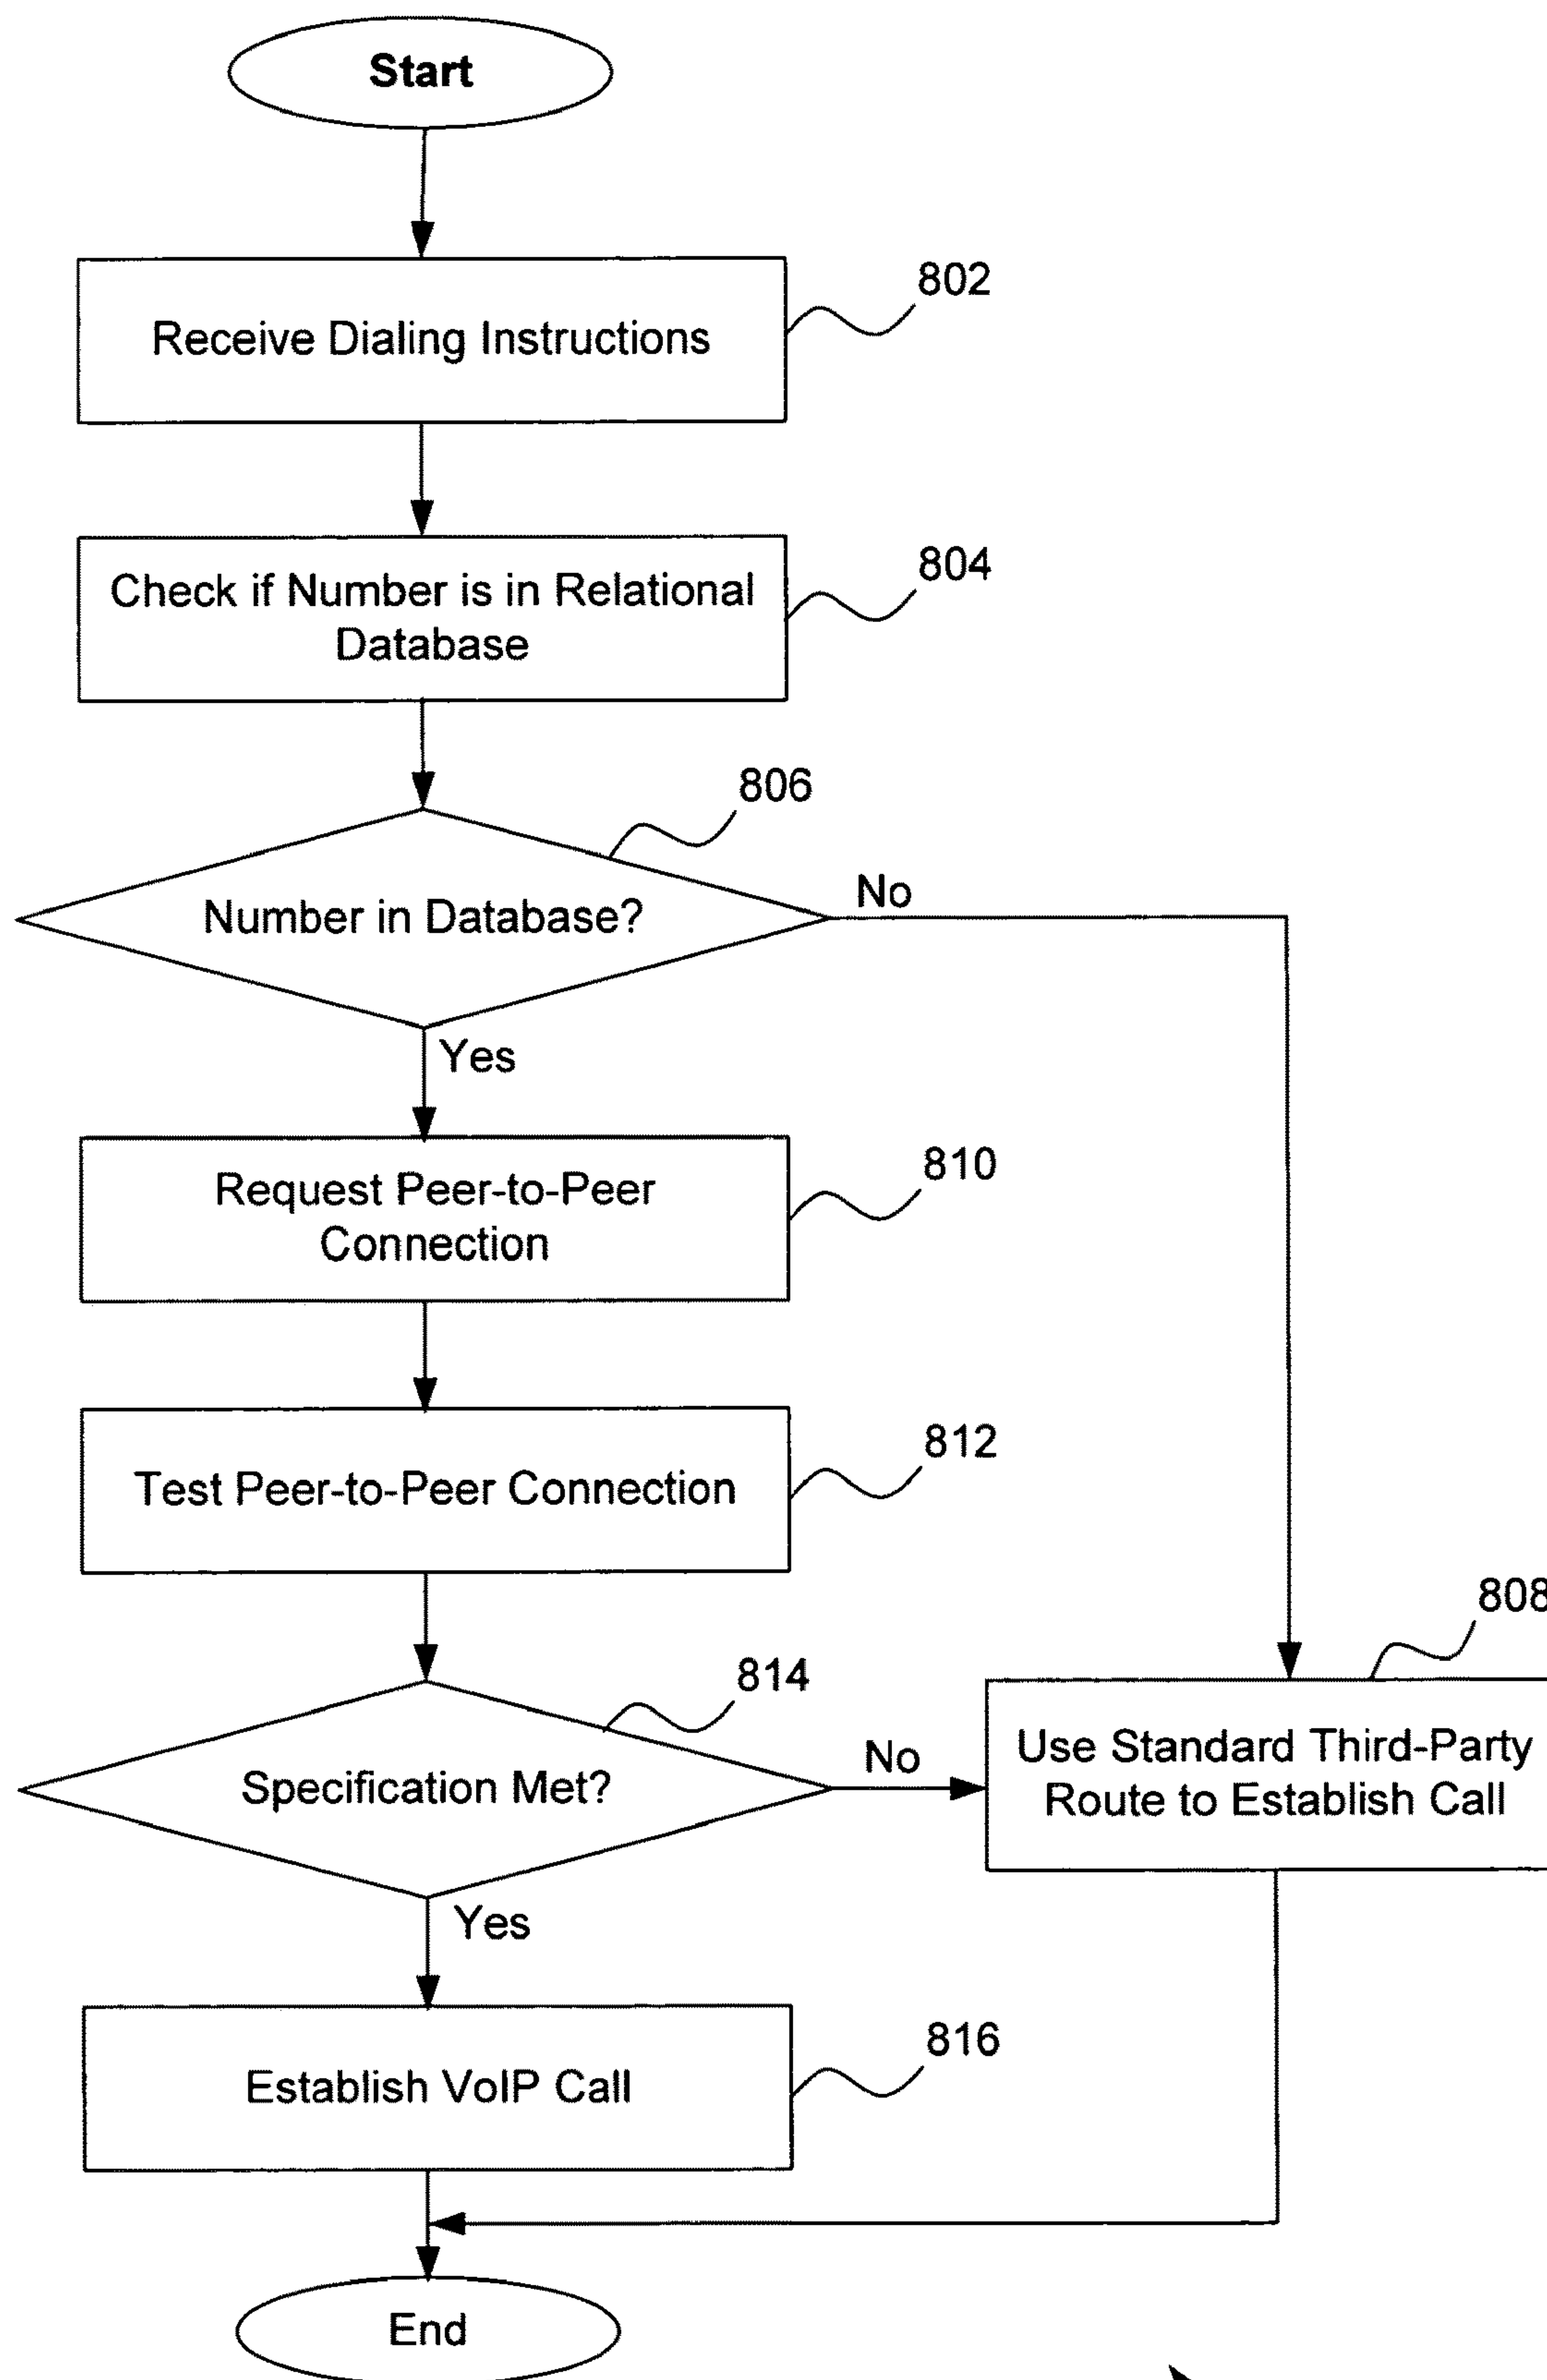 Start
802
Receive Dialing Instructions
804
Check if Number is in Relational
Database
806
Number in Database?
No
Yes
810
Request Peer-to-Peer
Connection
812
Test Peer-to-Peer Connection
808
814
Specification Met?
No
Use Standard Third-Party
Route to Establish Call
Yes
816
Establish VoIP Call
End